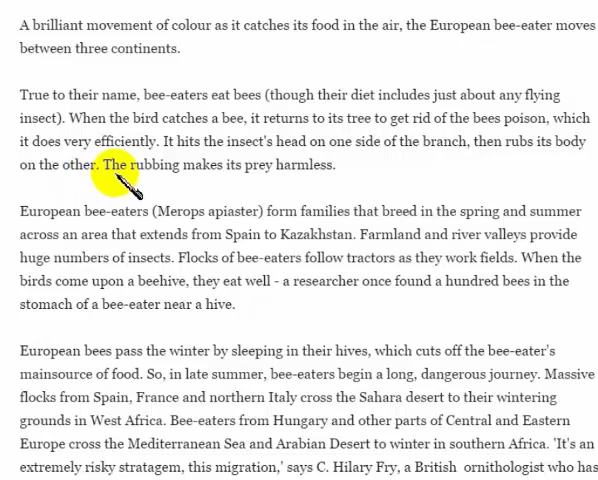 A brilliant movement of colour as it catches its food in the air, the European bee-eater moves
between three continents.
True to their name, bee-eaters eat bees (though their diet includes just about any flying
insect). When the bird catches a bee, it returns to its tree to get rid of the bees poison, which
it does very efficiently. It hits the insect's head on one side of the branch, then rubs its body
on the other. The rubbing makes its prey harmless.
European bee-eaters (Merops apiaster) form families that breed in the spring and summer
across an area that extends from Spain to Kazakhstan. Farmland and river valleys provide
huge numbers of insects. Flocks of bee-eaters follow tractors as they work fields. When the
birds come upon a beehive, they eat well - a researcher once found a hundred bees in the
stomach of a bee-eater near a hive.
European bees pass the winter by sleeping in their hives, which cuts off the bee-eater's
mainsource of food. So, in late summer, bee-eaters begin a long, dangerous journey. Massive
flocks from Spain, France and northern Italy cross the Sahara desert to their wintering
grounds in West Africa. Bee-eaters from Hungary and other parts of Central and Eastern
Europe cross the Mediterranean Sea and Arabian Desert to winter in southern Africa. 'It's an
extremely risky stratagem, this migration,' says C. Hilary Fry, a British ornithologist who has